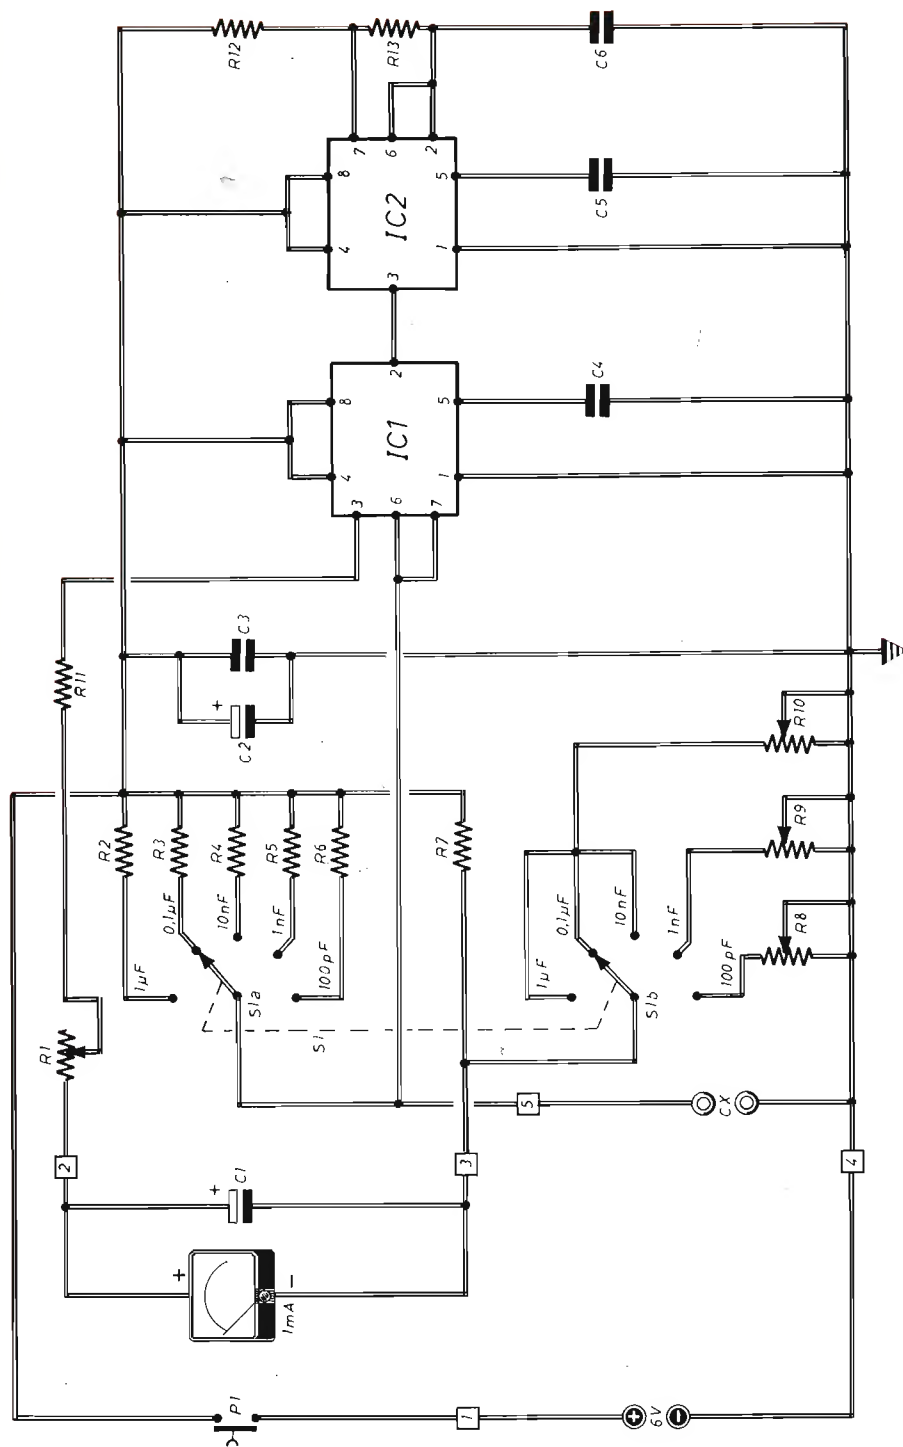 R12
R13
C6
7
6
2
8
4
IC2
5
1
3
C5
2
8
4
IC1
5
1
3
6
7
C4
R11
C3
+
C2
R2
R3
R4
R5
R6
R7
1µF
0,1µF
10nF
1nF
100pF
S1a
S1
R1
1µF
0,1µF
10nF
1nF
100pF
S1b
R10
R9
R8
2
3
5
CX
4
+
C1
+
−
1mA
P1
1
+
6V
−